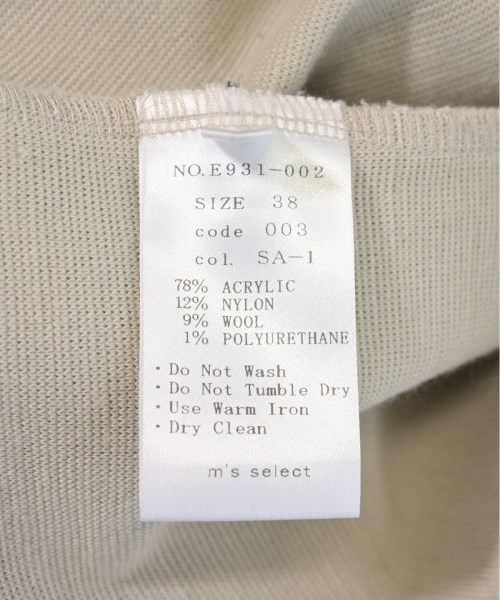 NO.E931-002
SIZE 38
code 003
col. SA-1
78% ACRYLIC
12% NYLON
9% WOOL
1% POLYURETHANE
・Do Not Wash
・Do Not Tumble Dry
・Use Warm Iron
・Dry Clean
m's select